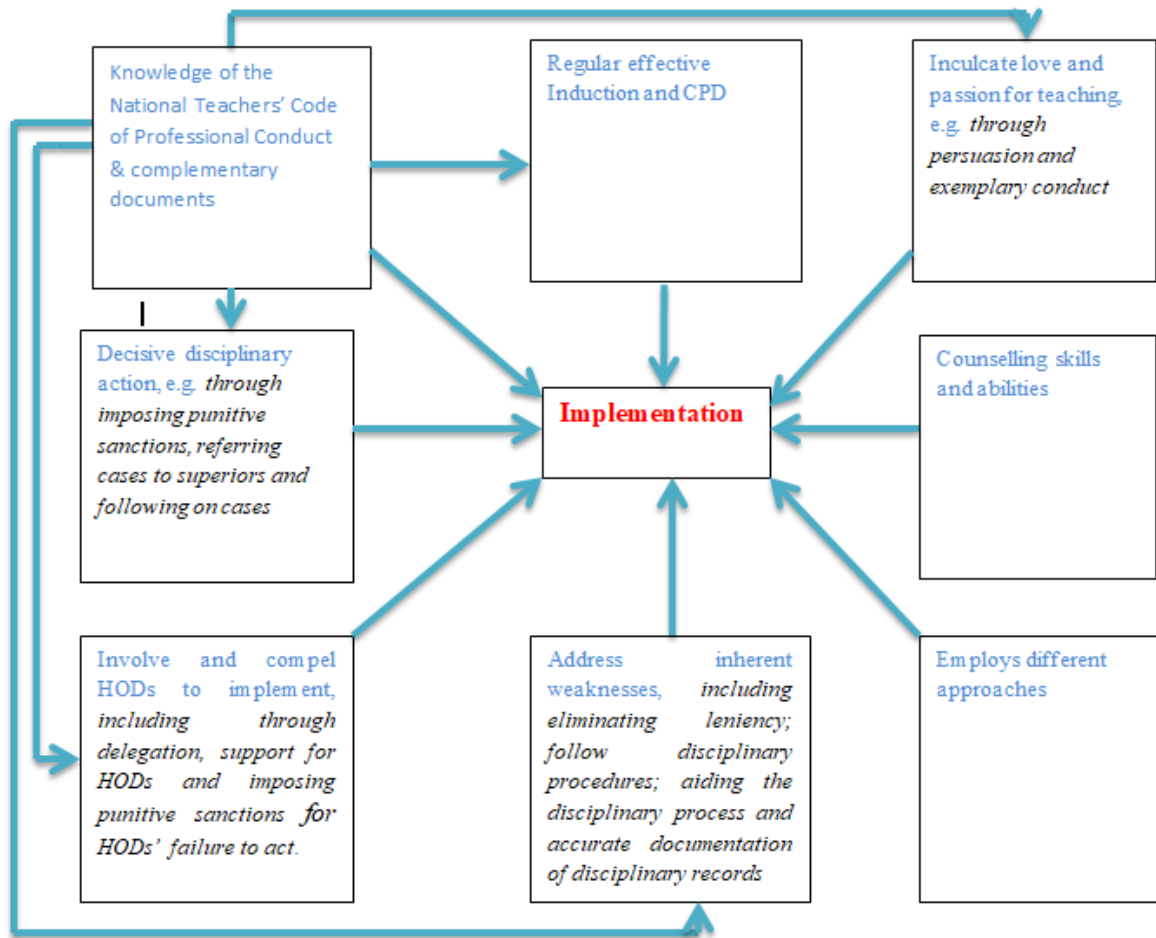 Knowledge of the
National Teachers' Code
of Professional Conduct
& complementary
documents
Regular effective
Induction and CPD
Inculcate love and
passion for teaching,
e.g. through
persuasion and
exemplary conduct
Decisive disciplinary
action, e.g. through
imposing punitive
sanctions, referring
cases to superiors and
following on cases
Implementation
Counselling skills
and abilities
Involve and compel
HODs to implement,
including through
delegation, support for
HODs and imposing
punitive sanctions for
HODs' failure to act.
Address inherent
weaknesses, including
eliminating leniency;
follow disciplinary
procedures; aiding the
disciplinary process and
accurate documentation
of disciplinary records
Employs different
approaches